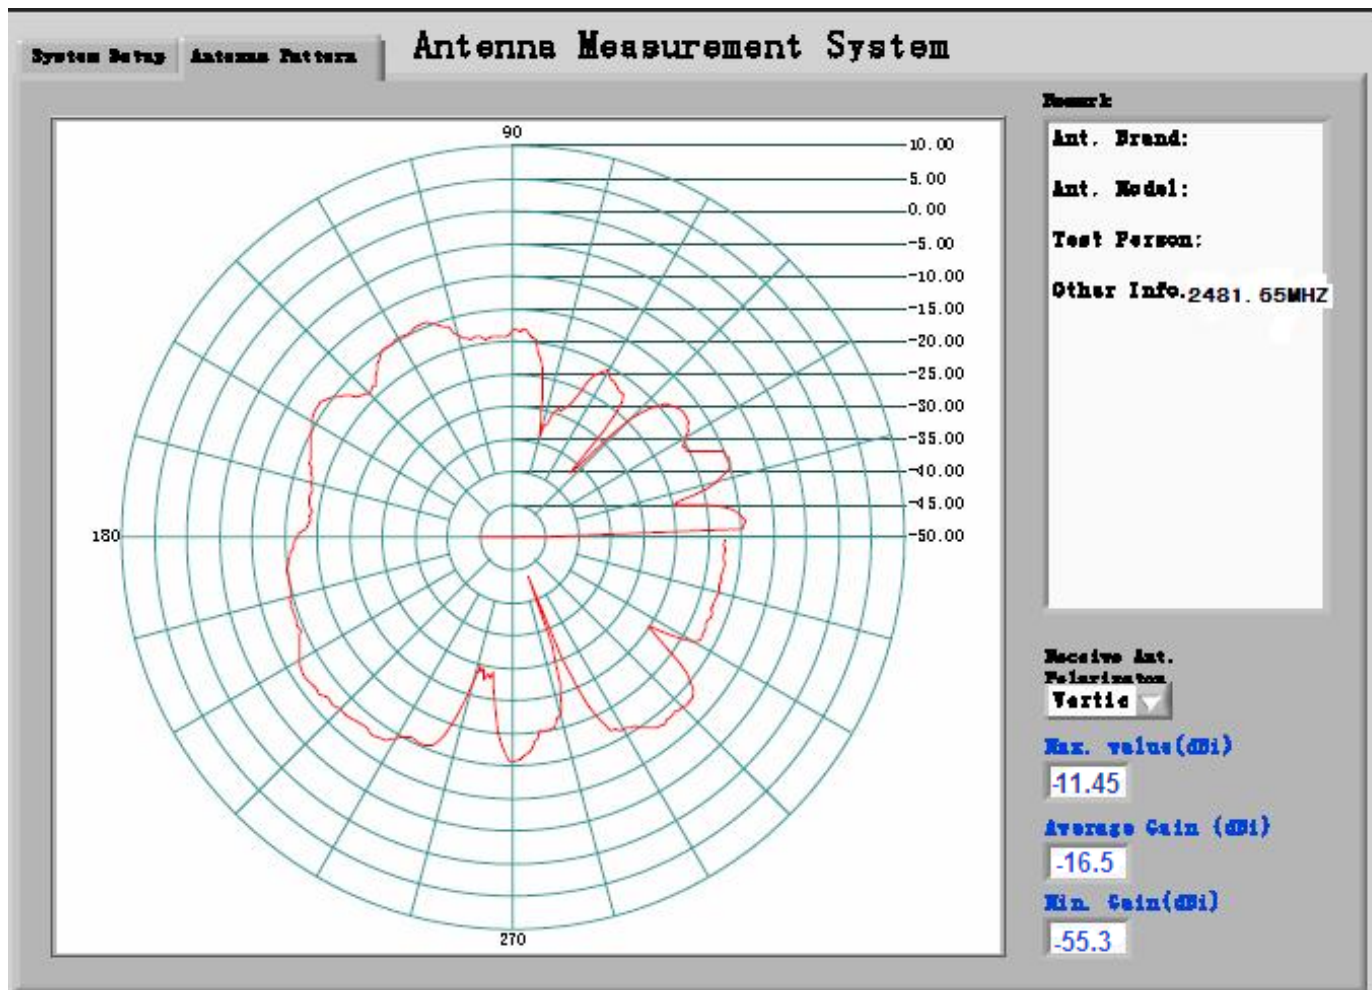 Antenna Measurement System
System Setup
Antenna Pattern
Remark
Ant. Brand:
Ant. Model:
Test Person:
Other Info.2481.65MHZ
90
10.00
5.00
0.00
-5.00
-10.00
-15.00
-20.00
-25.00
-30.00
-35.00
-40.00
-45.00
-50.00
180
270
Receive Ant.
Polarizaton
Vertic
Max. value(dBi)
-11.45
Average Gain (dBi)
-16.5
Min. Gain(dBi)
-55.3